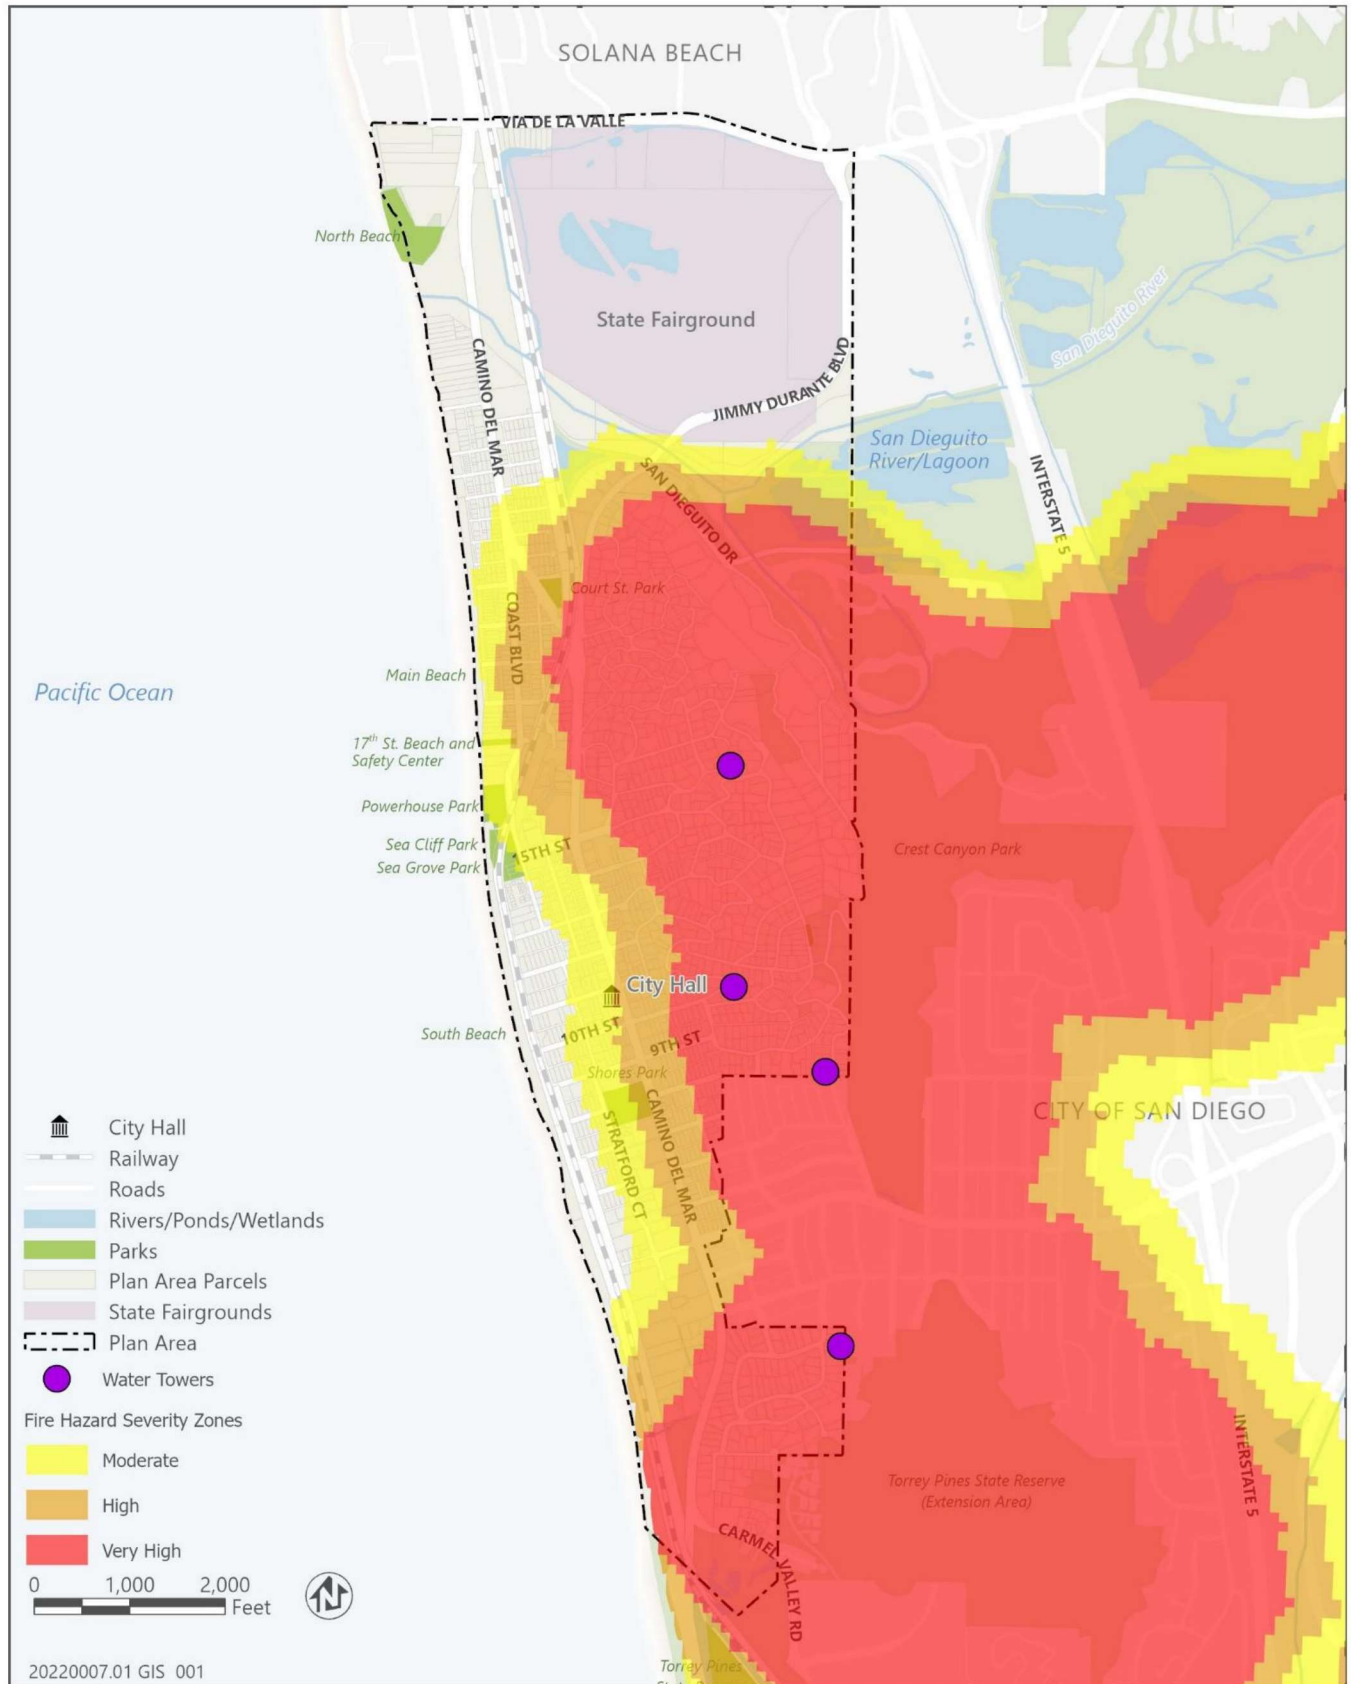 SOLANA BEACH
VIA DE LA VALLE
North Beach
State Fairground
San Dieguito River
CAMINO DEL MAR
JIMMY DURANTE BLVD
San Dieguito
River/Lagoon
SAN DIEGUITO DR
INTERSTATE 5
Court St. Park
COAST BLVD
Main Beach
Pacific Ocean
17th St. Beach and
Safety Center
Powerhouse Park
Sea Cliff Park
15TH ST
Sea Grove Park
Crest Canyon Park
City Hall
South Beach
10TH ST
9TH ST
Shores Park
CITY OF SAN DIEGO
STRATFORD CT
CAMINO DEL MAR
City Hall
Railway
Roads
Rivers/Ponds/Wetlands
Parks
Plan Area Parcels
State Fairgrounds
Plan Area
Water Towers
Fire Hazard Severity Zones
Moderate
High
Very High
0 1,000 2,000
Feet
N
Torrey Pines State Reserve
(Extension Area)
INTERSTATE 5
CARMEL VALLEY RD
Torrey Pines
20220007.01 GIS 001